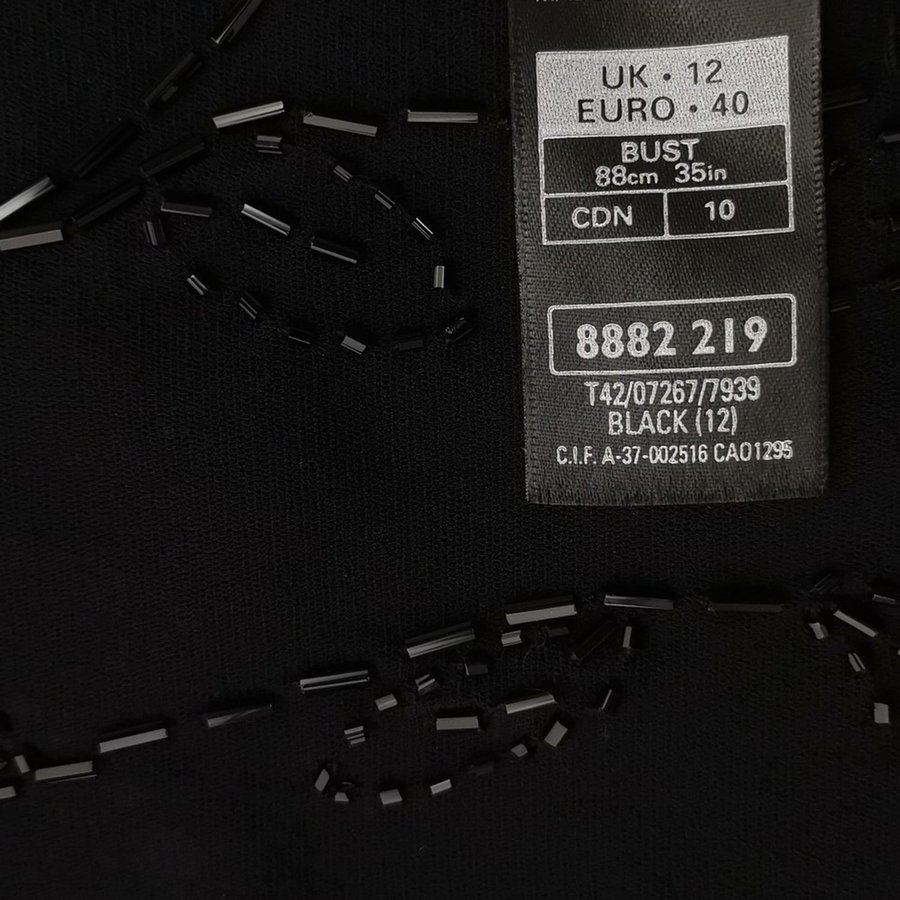 UK · 12
EURO · 40
BUST
88cm 35in
CDN 10
8882 219
T42/07267/7939
BLACK (12)
C.I.F. A-37-002516 CA01295